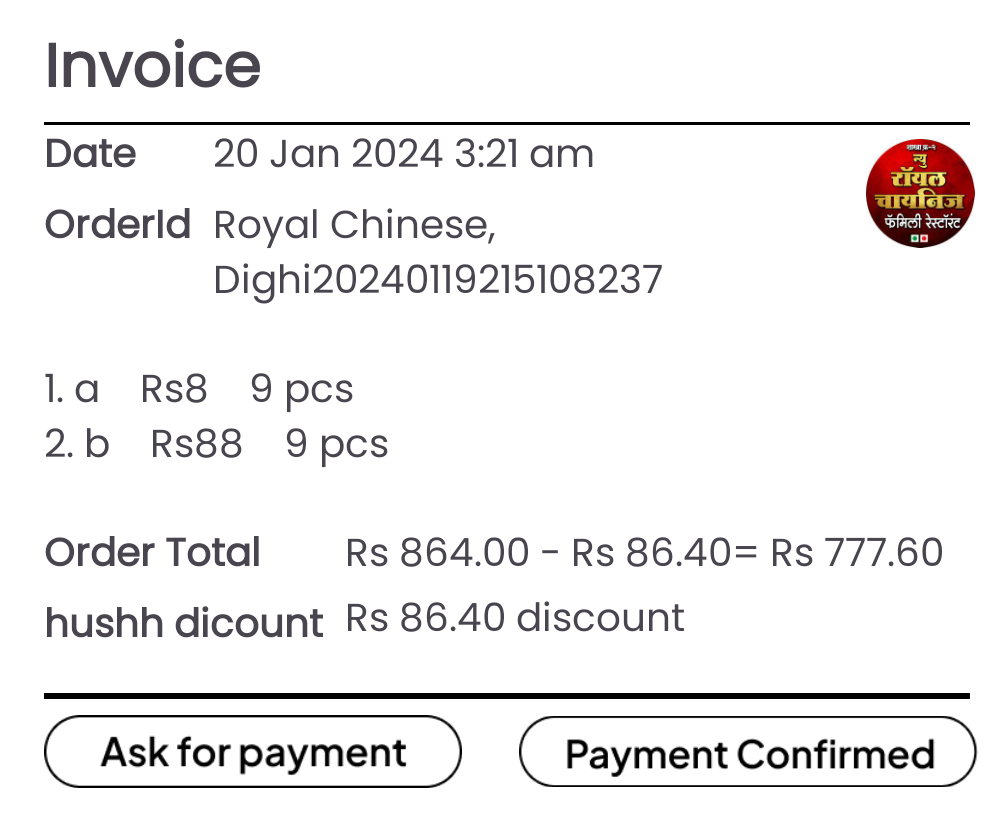 Invoice
Date 20 Jan 2024 3:21 am
OrderId Royal Chinese,
Dighi20240119215108237
न्यु
रॉयल
चायनिज
फॅमिली रेस्टॉरंट
1. a Rs8 9 pcs
2. b Rs88 9 pcs
Order Total Rs 864.00 - Rs 86.40= Rs 777.60
hushh dicount Rs 86.40 discount
Ask for payment Payment Confirmed